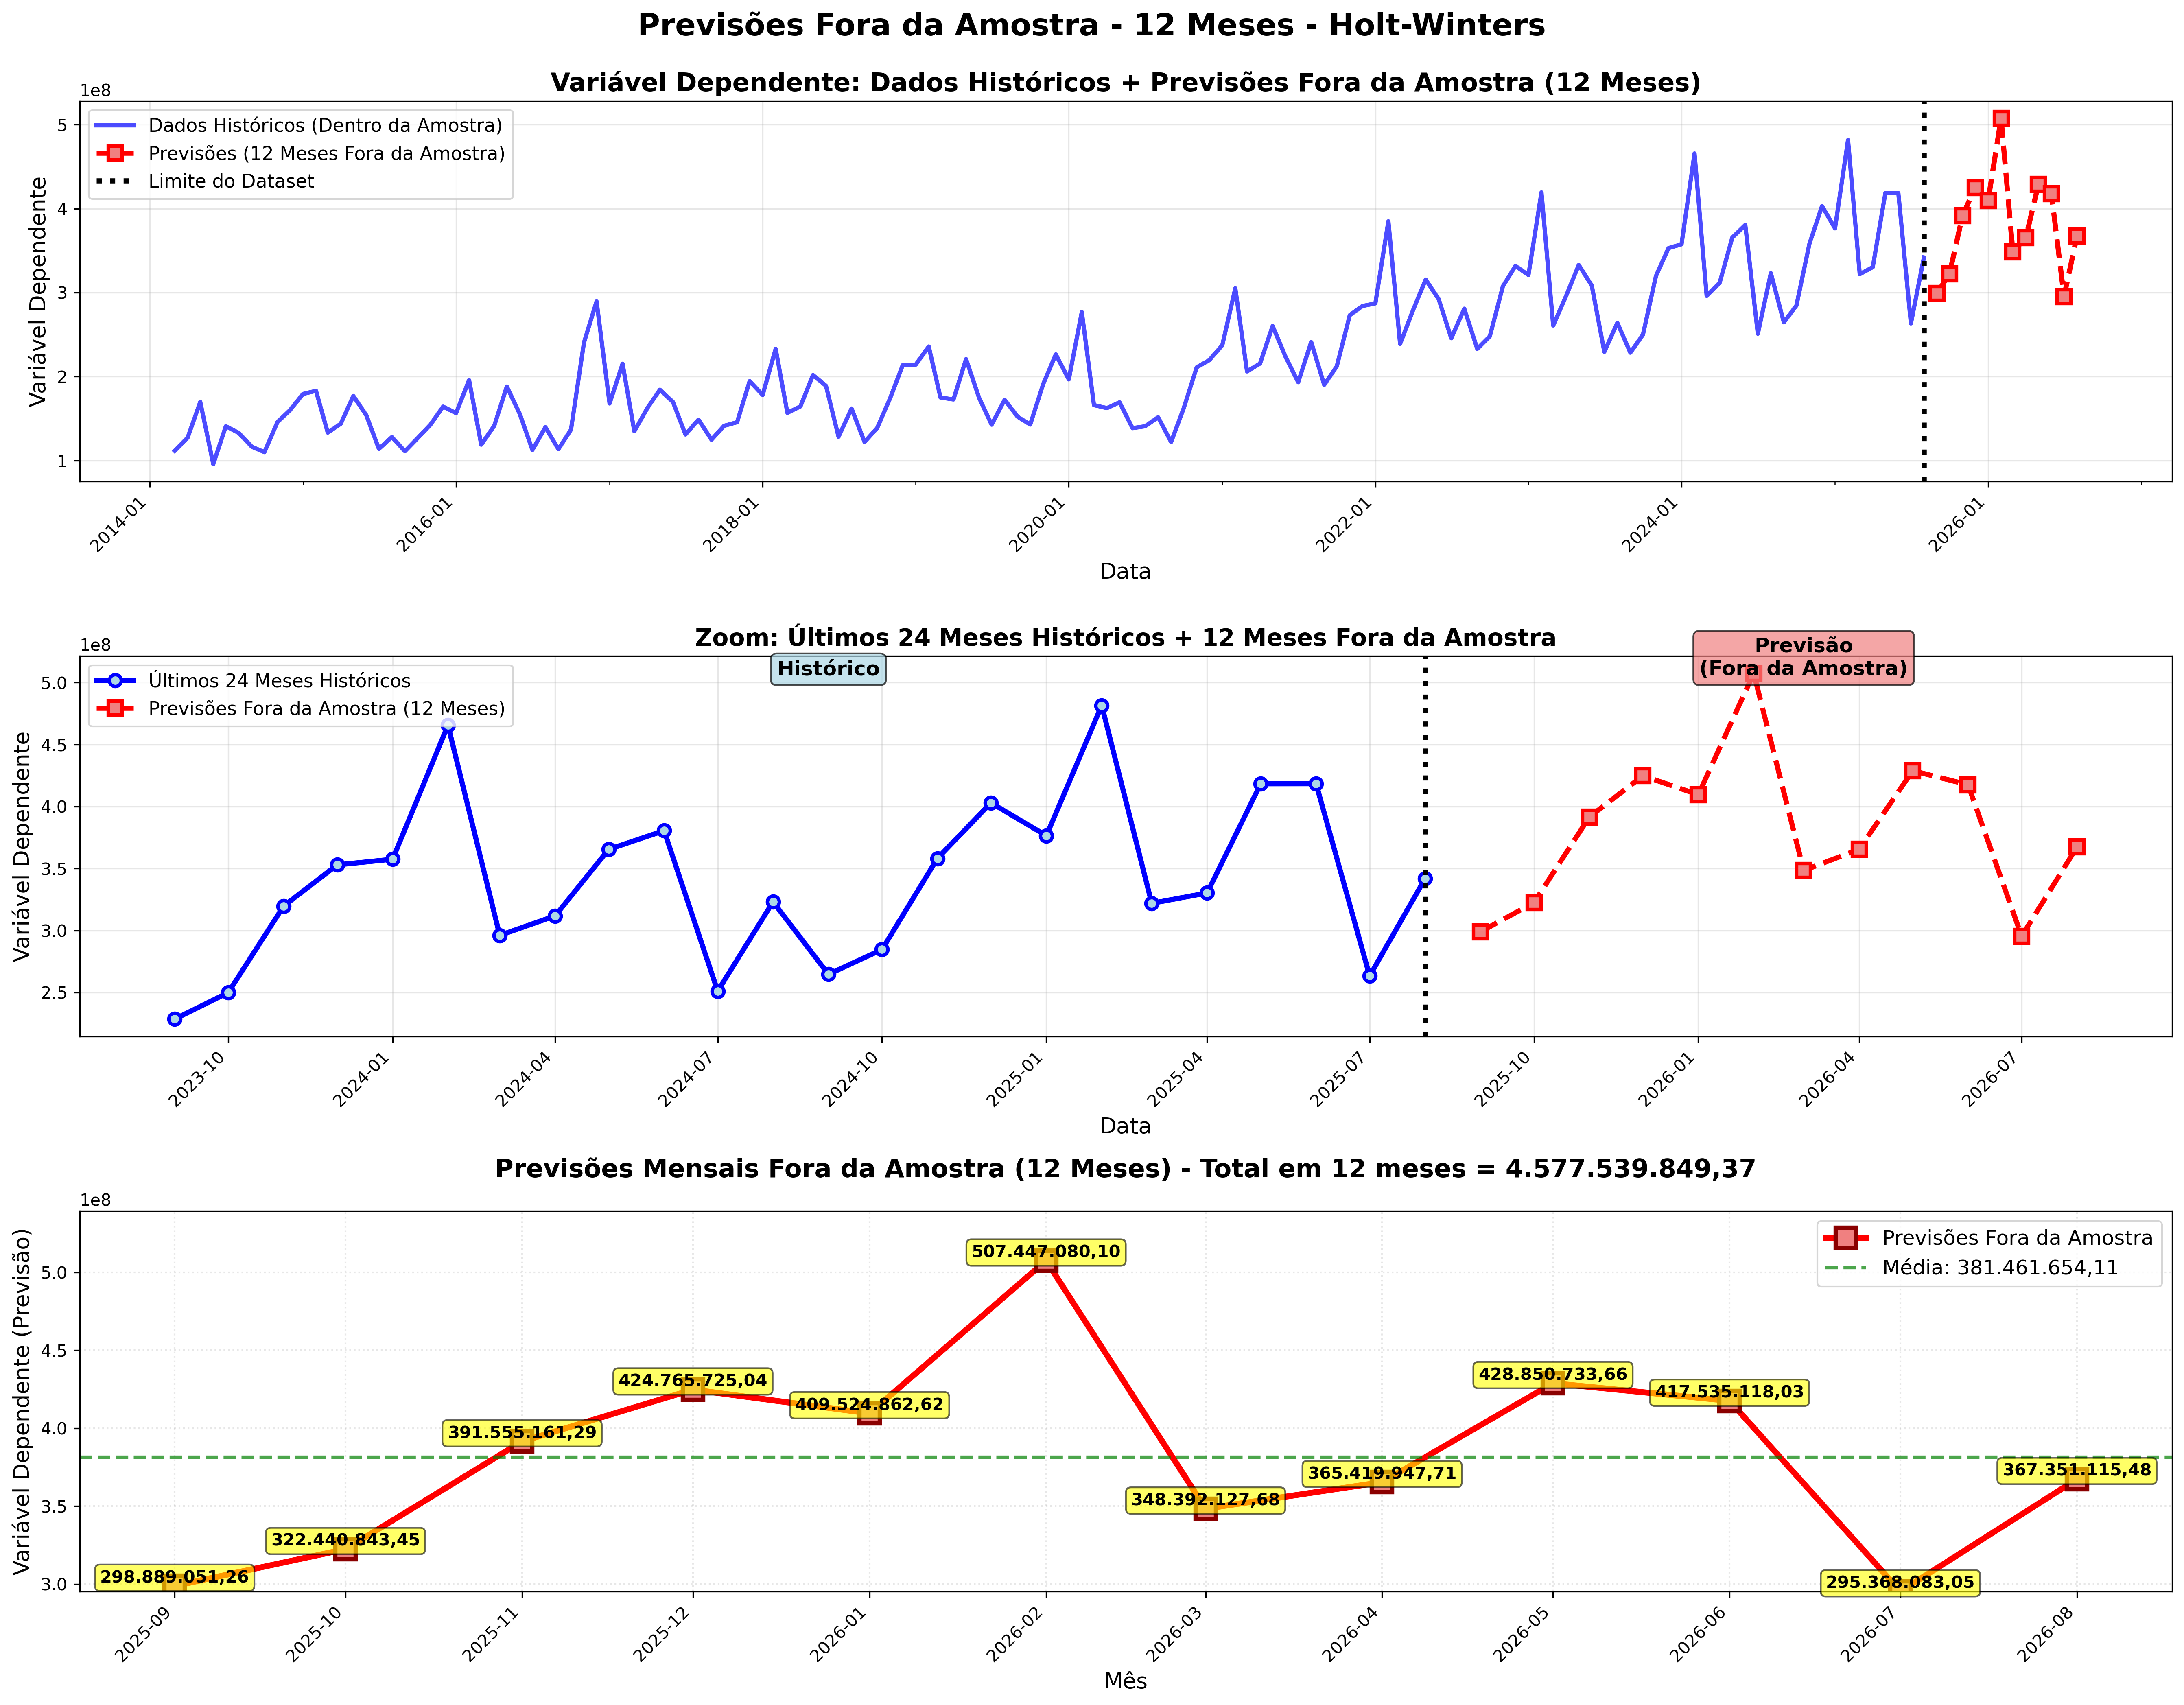 Previsões Fora da Amostra - 12 Meses - Holt-Winters
Variável Dependente: Dados Históricos + Previsões Fora da Amostra (12 Meses)
1e8
Dados Históricos (Dentro da Amostra)
Previsões (12 Meses Fora da Amostra)
Limite do Dataset
Variável Dependente
5
4
3
2
1
2014-01
2016-01
2018-01
2020-01
2022-01
2024-01
2026-01
Data
Zoom: Últimos 24 Meses Históricos + 12 Meses Fora da Amostra
1e8
Histórico
Previsão
(Fora da Amostra)
Últimos 24 Meses Históricos
Previsões Fora da Amostra (12 Meses)
Variável Dependente
5.0
4.5
4.0
3.5
3.0
2.5
2023-10
2024-01
2024-04
2024-07
2024-10
2025-01
2025-04
2025-07
2025-10
2026-01
2026-04
2026-07
Data
Previsões Mensais Fora da Amostra (12 Meses) - Total em 12 meses = 4.577.539.849,37
1e8
Previsões Fora da Amostra
Média: 381.461.654,11
Variável Dependente (Previsão)
5.0
4.5
4.0
3.5
3.0
298.889.051,26
322.440.843,45
391.555.161,29
424.765.725,04
409.524.862,62
507.447.080,10
348.392.127,68
365.419.947,71
428.850.733,66
417.535.118,03
295.368.083,05
367.351.115,48
2025-09
2025-10
2025-11
2025-12
2026-01
2026-02
2026-03
2026-04
2026-05
2026-06
2026-07
2026-08
Mês